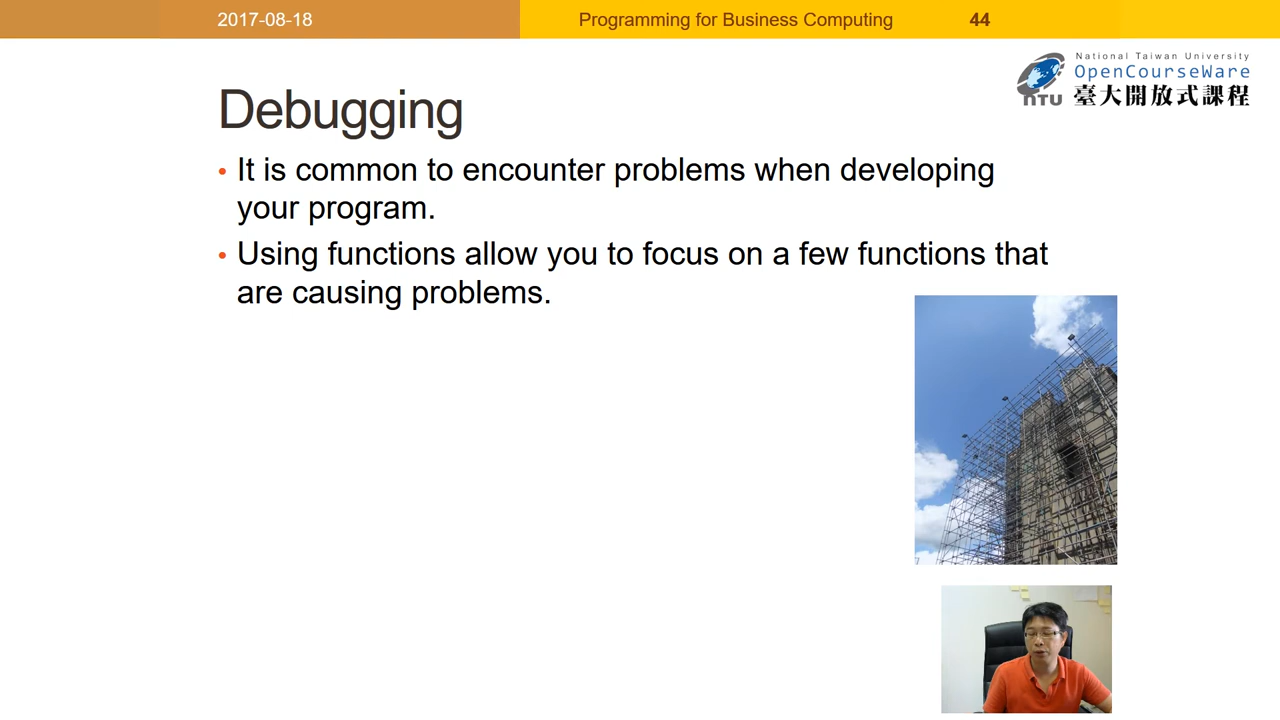 2017-08-18
Programming for Business Computing
44
National Taiwan University
OpenCourseWare
NTU
臺大開放式課程
Debugging
• It is common to encounter problems when developing
your program.
• Using functions allow you to focus on a few functions that
are causing problems.